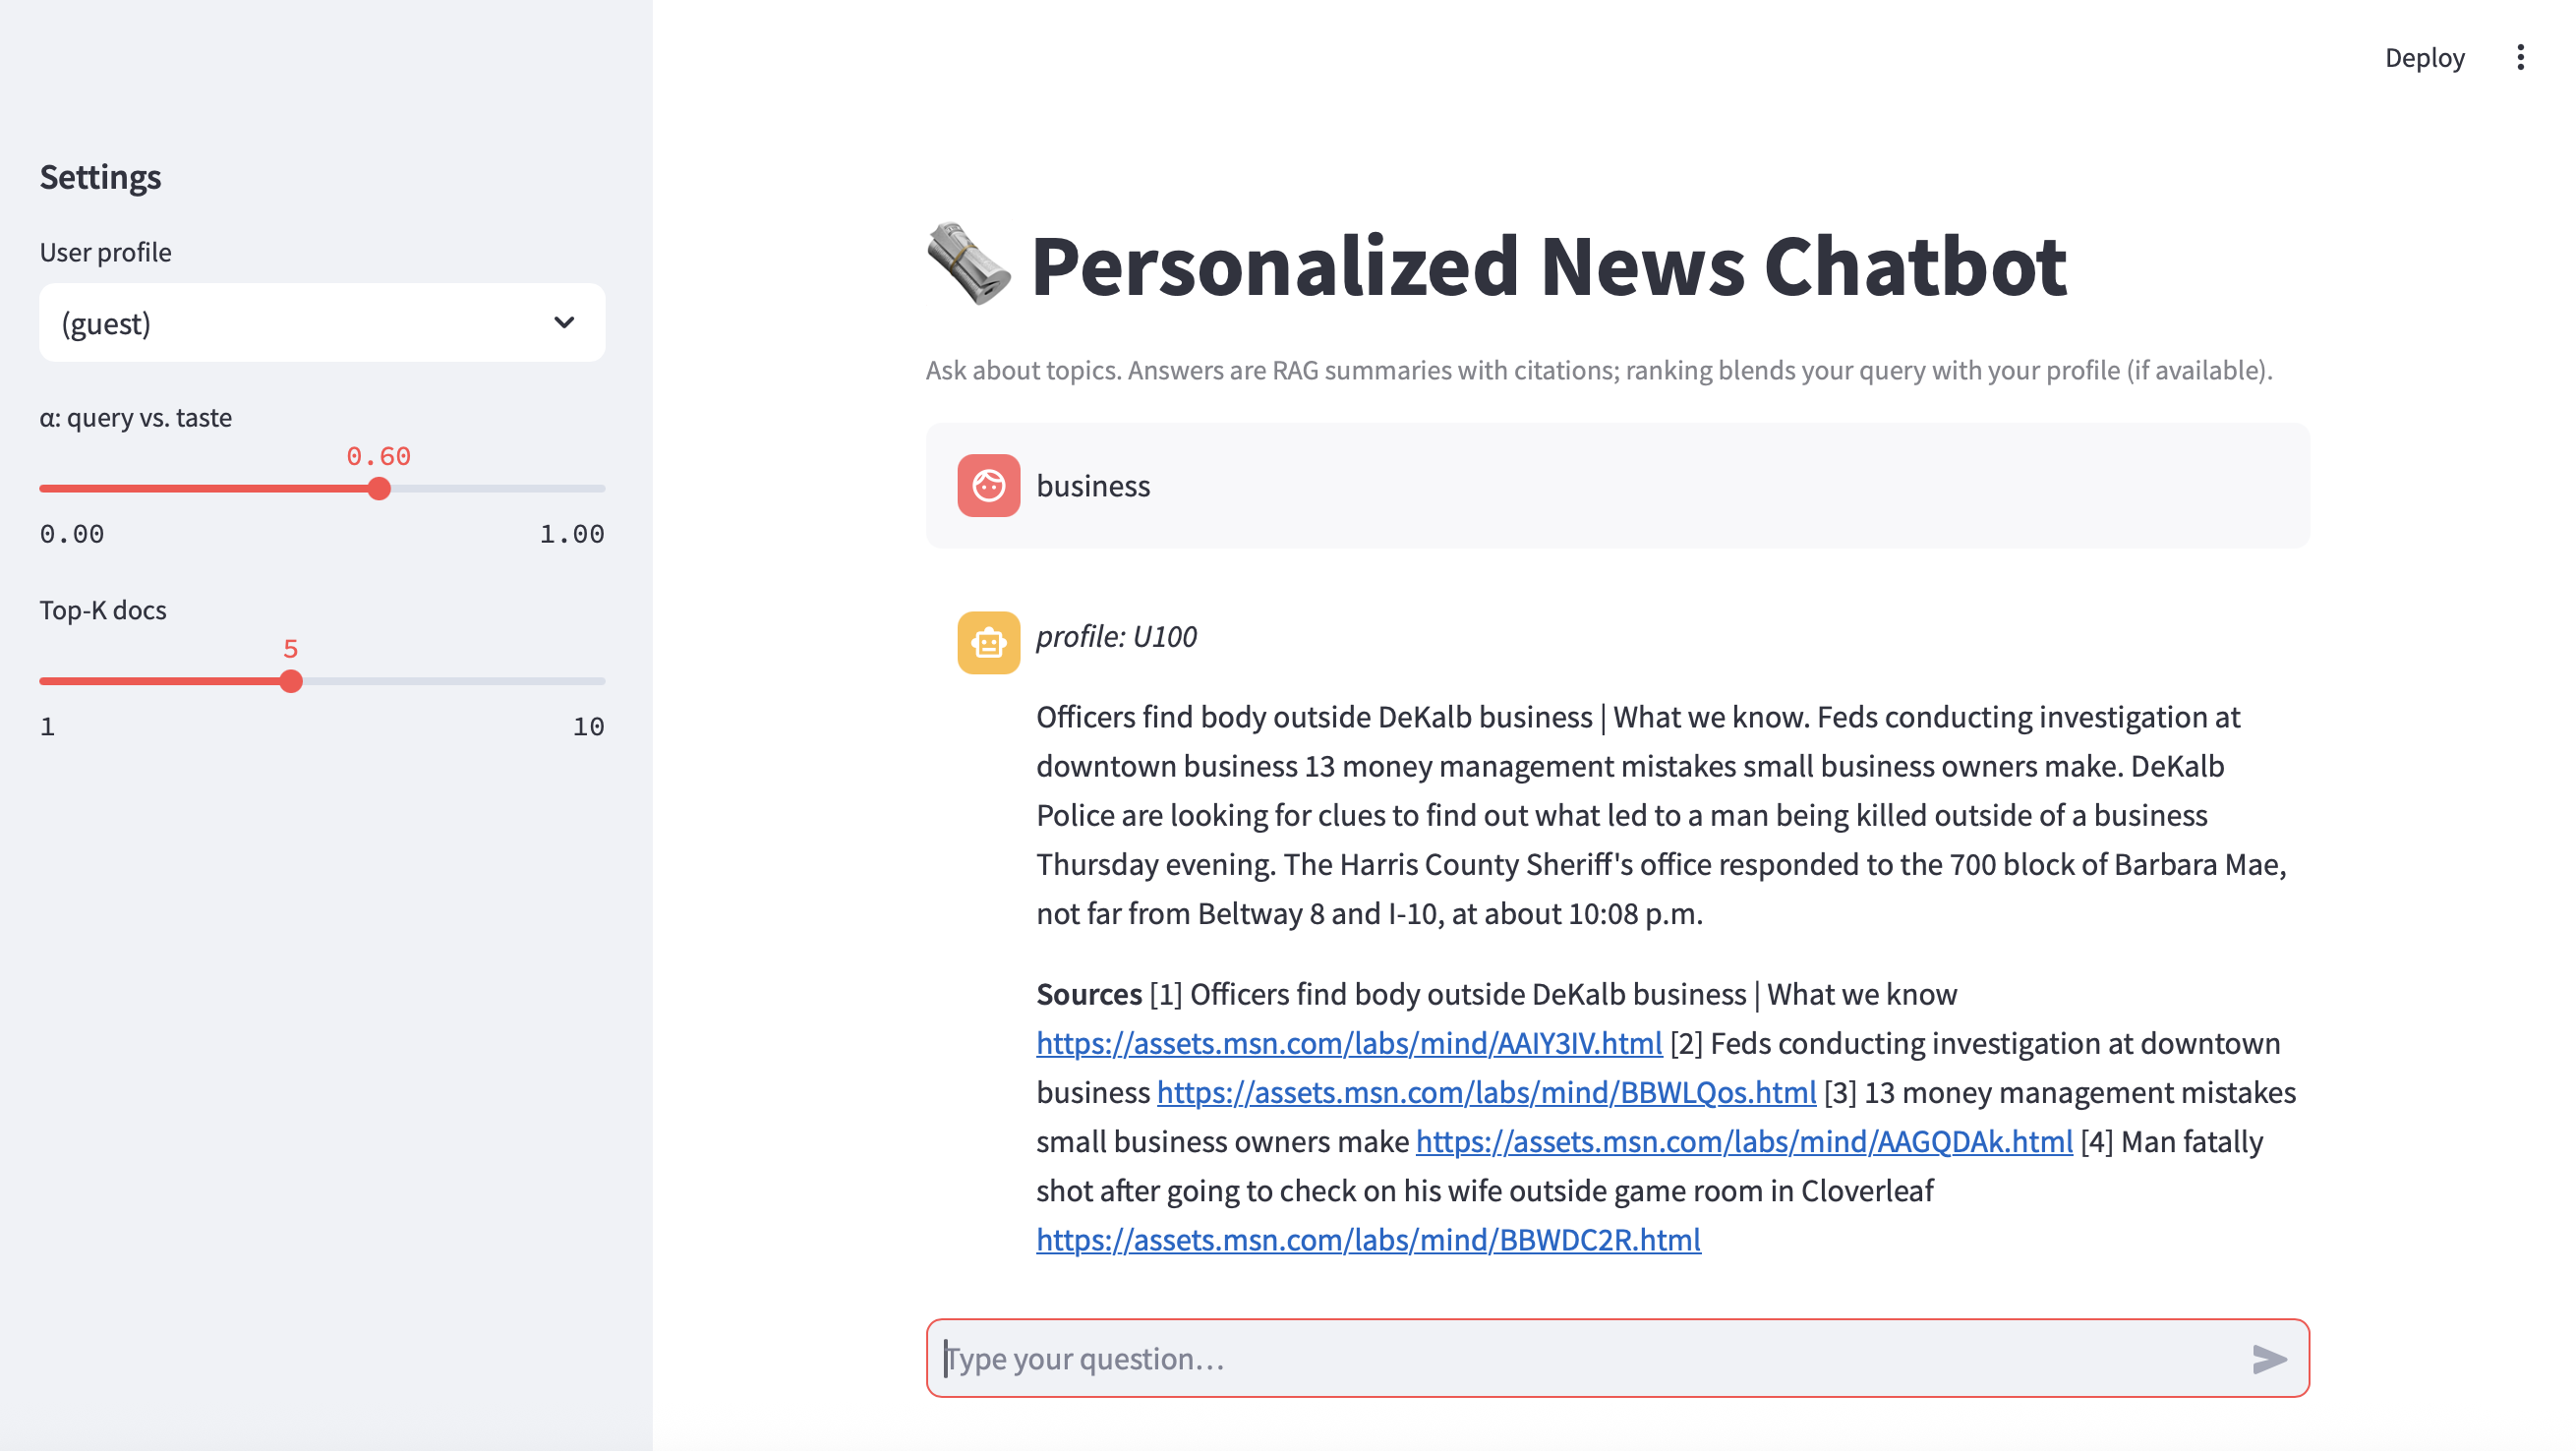 Deploy
Settings
User profile
(guest)
α: query vs. taste
0.60
0.00 1.00
Top-K docs
5
1 10
Personalized News Chatbot
Ask about topics. Answers are RAG summaries with citations; ranking blends your query with your profile (if available).
business
profile: U100
Officers find body outside DeKalb business | What we know. Feds conducting investigation at
downtown business 13 money management mistakes small business owners make. DeKalb
Police are looking for clues to find out what led to a man being killed outside of a business
Thursday evening. The Harris County Sheriff's office responded to the 700 block of Barbara Mae,
not far from Beltway 8 and I-10, at about 10:08 p.m.
Sources [1] Officers find body outside DeKalb business | What we know
https://assets.msn.com/labs/mind/AAIY3IV.html [2] Feds conducting investigation at downtown
business https://assets.msn.com/labs/mind/BBWLQos.html [3] 13 money management mistakes
small business owners make https://assets.msn.com/labs/mind/AAGQDAk.html [4] Man fatally
shot after going to check on his wife outside game room in Cloverleaf
https://assets.msn.com/labs/mind/BBWDC2R.html
Type your question…